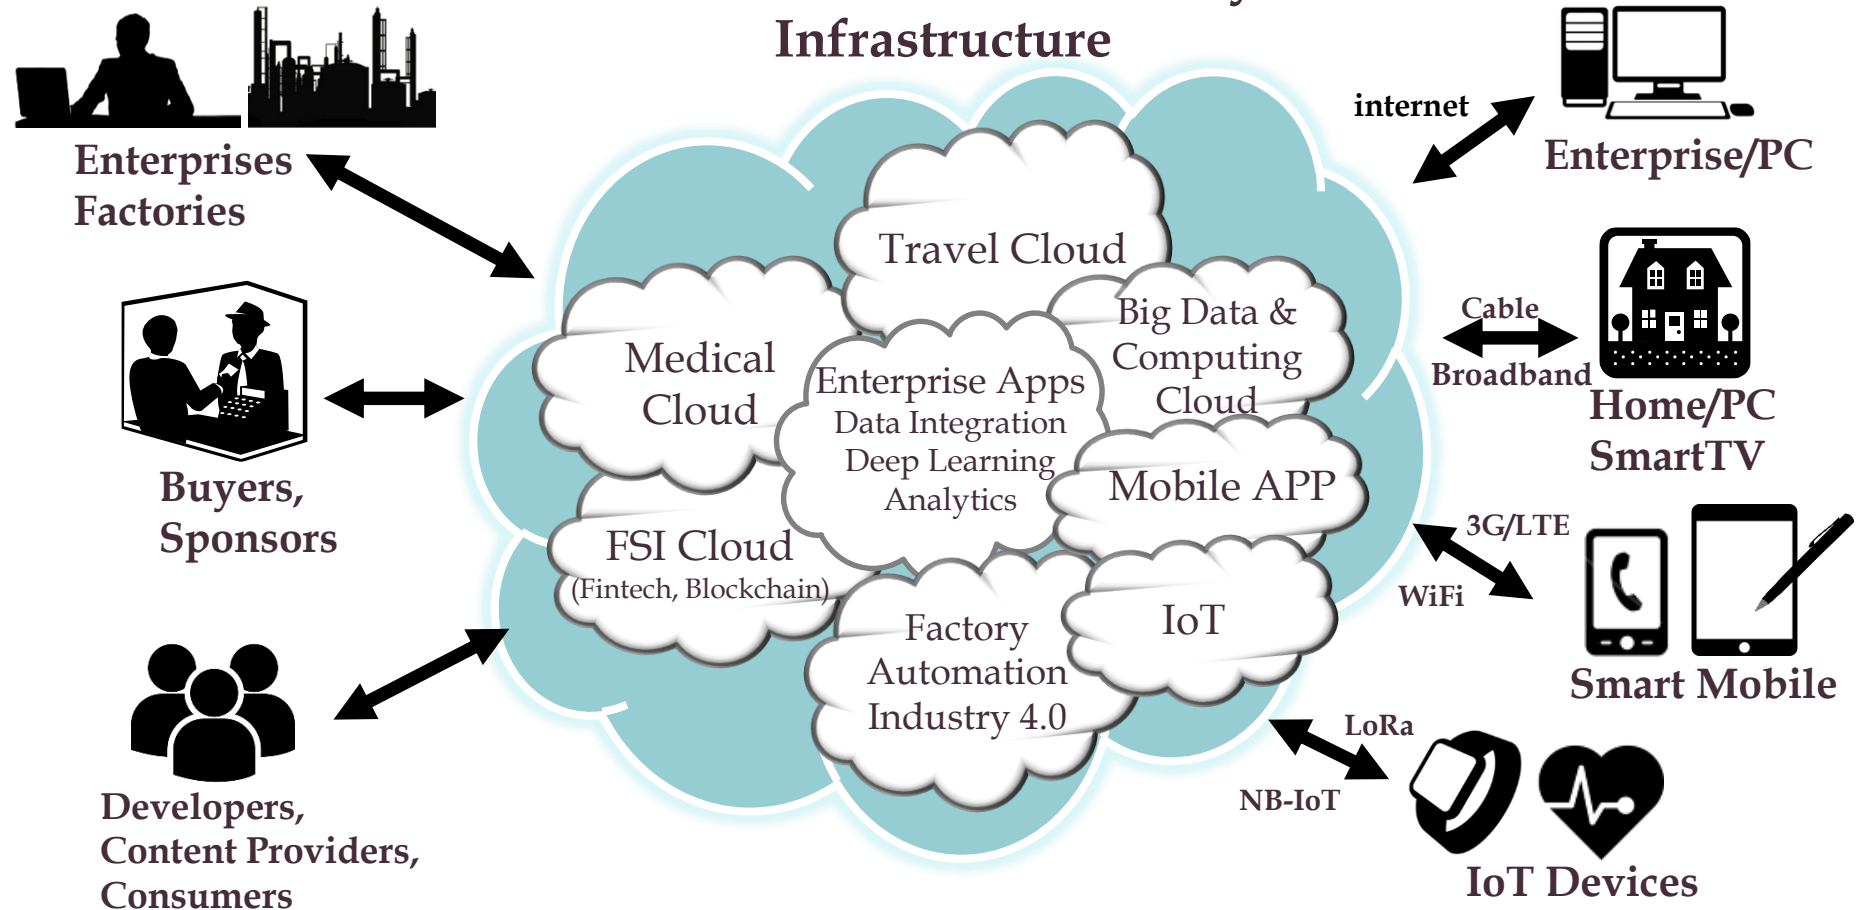 Infrastructure
Enterprises
Factories
Buyers,
Sponsors
Developers,
Content Providers,
Consumers
Travel Cloud
Medical
Cloud
Big Data &
Computing
Cloud
Enterprise Apps
Data Integration
Deep Learning
Analytics
Mobile APP
FSI Cloud
(Fintech, Blockchain)
IoT
Factory
Automation
Industry 4.0
internet
Enterprise/PC
Cable
Broadband
Home/PC
SmartTV
3G/LTE
WiFi
Smart Mobile
LoRa
NB-IoT
IoT Devices